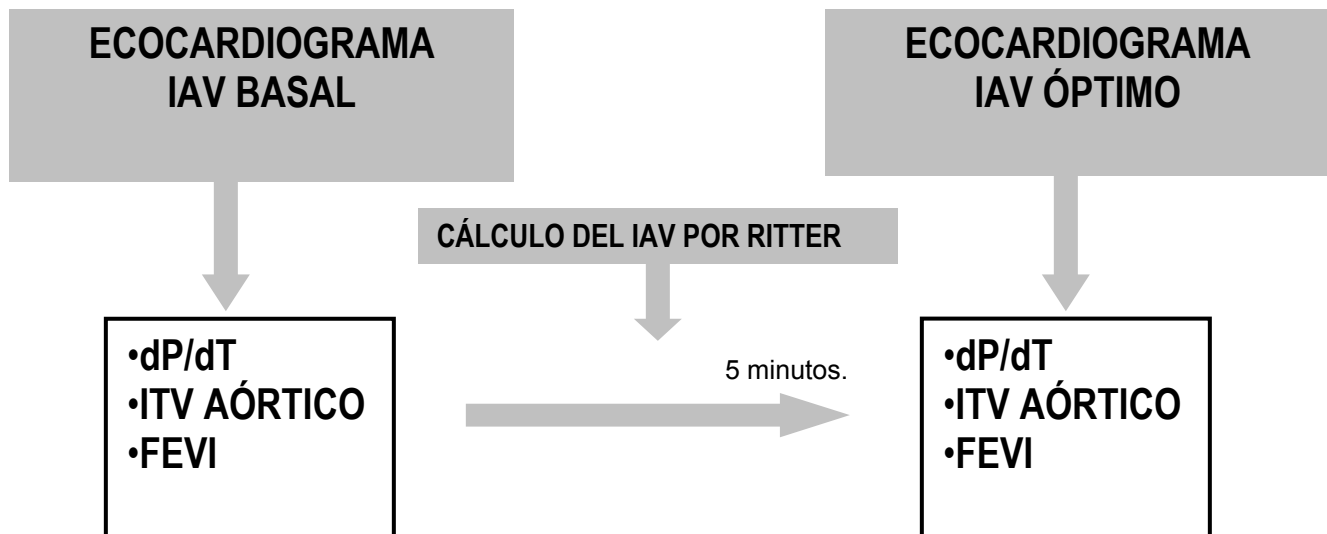 ECOCARDIOGRAMA
IAV BASAL
ECOCARDIOGRAMA
IAV ÓPTIMO
CÁLCULO DEL IAV POR RITTER
•dP/dT
•ITV AÓRTICO
•FEVI
5 minutos.
•dP/dT
•ITV AÓRTICO
•FEVI